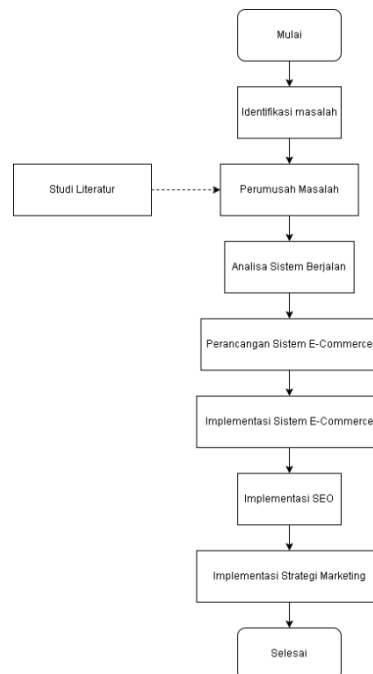 Mulai
Identifikasi masalah
Studi Literatur
Perumusah Masalah
Analisa Sistem Berjalan
Perancangan Sistem E-Commerce
Implementasi Sistem E-Commerce
Implementasi SEO
Implementasi Strategi Marketing
Selesai